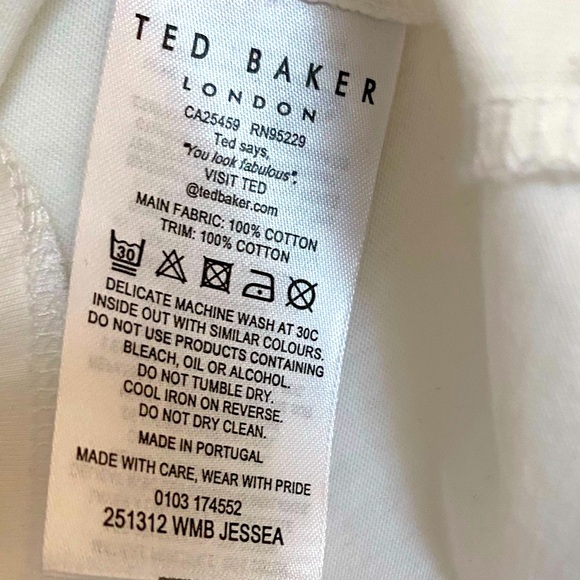 TED BAKER
LONDON
CA25459 RN95229
Ted says,
"You look fabulous".
VISIT TED
@tedbaker.com
MAIN FABRIC: 100% COTTON
TRIM: 100% COTTON
30
DELICATE MACHINE WASH AT 30C
INSIDE OUT WITH SIMILAR COLOURS.
DO NOT USE PRODUCTS CONTAINING
BLEACH, OIL OR ALCOHOL.
DO NOT TUMBLE DRY.
COOL IRON ON REVERSE.
DO NOT DRY CLEAN.
MADE IN PORTUGAL
MADE WITH CARE, WEAR WITH PRIDE
0103 174552
251312 WMB JESSEA